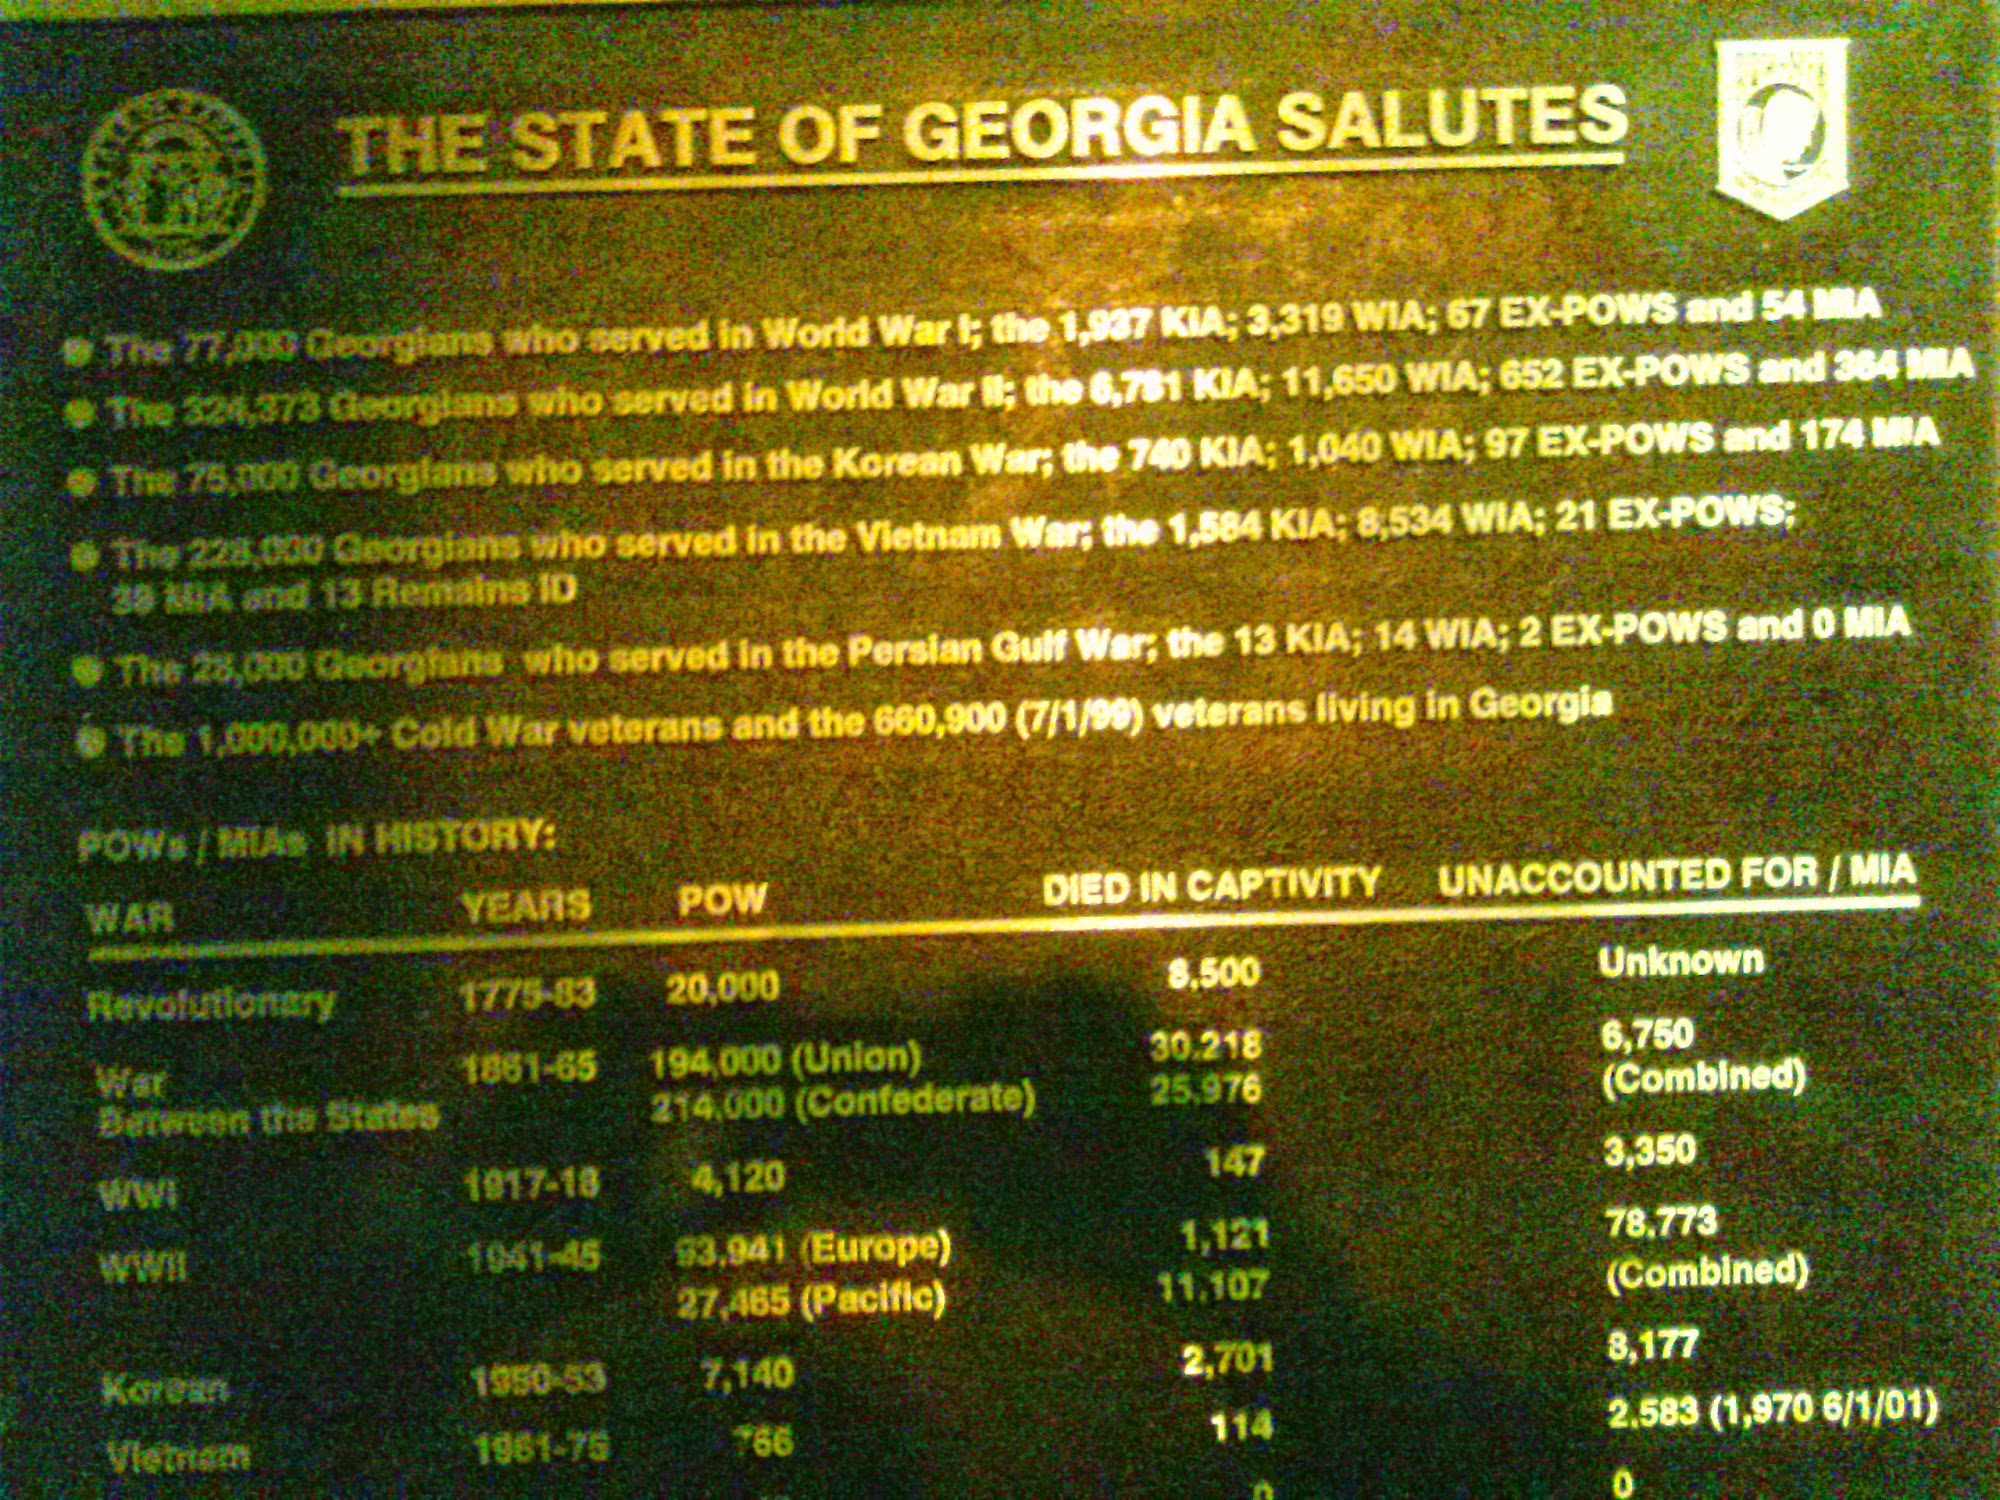 THE STATE OF GEORGIA SALUTES
The 77,000 Georgians who served in World War I; the 1,937 KIA; 3,319 WIA; 67 EX-POWS and 54 MIA
The 324,373 Georgians who served in World War II; the 6,781 KIA; 11,650 WIA; 652 EX-POWS and 364 MIA
The 75,000 Georgians who served in the Korean War; the 740 KIA; 1,040 WIA; 97 EX-POWS and 174 MIA
The 228,000 Georgians who served in the Vietnam War; the 1,584 KIA; 8,534 WIA; 21 EX-POWS;
39 MIA and 13 Remains ID
The Georgians who served in the Persian Gulf War; the 13 KIA; 14 WIA; 2 EX-POWS and 0 MIA
The 1,000,000+ Cold War veterans and the 660,900 (7/1/99) veterans living in Georgia
POWs / MIAs IN HISTORY:
WAR YEARS POW DIED IN CAPTIVITY UNACCOUNTED FOR / MIA
Revolutionary 1775-83 20,000 8,500 Unknown
War 1861-65 194,000 (Union) 30.218 6,750
Between the States 214,000 (Confederate) 25,976 (Combined)
WWI 1917-18 4,120 147 3,350
WWII 1941-45 93,941 (Europe) 1,121 78,773
27,465 (Pacific) 11,107 (Combined)
Korean 1950-53 7,140 2,701 8,177
Vietnam 1961-75 766 114 2.583 (1,970 6/1/01)
0 0